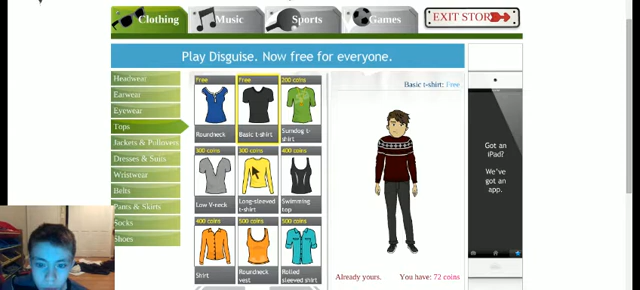 Clothing
Music
Sports
Games
EXIT STOR
Play Disguise. Now free for everyone.
Headwear
Earwear
Eyewear
Tops
Jackets & Pullovers
Dresses & Suits
Wristwear
Belts
Pants & Skirts
Socks
Shoes
Free
Free
200 coins
Rourcheck
Basic t-shirt
Sundog t-
shirt
300 coins
300 coins
400 coins
Low V-neck
Long-sleeved
t-shirt
Swimming
top
400 coins
500 coins
500 coins
Shirt
Roundneck
vest
Rolled
sleeved shirt
Basic t-shirt: Free
Already yours.
You have: 72 coins
Got an
iPad?
We've
got an
app.